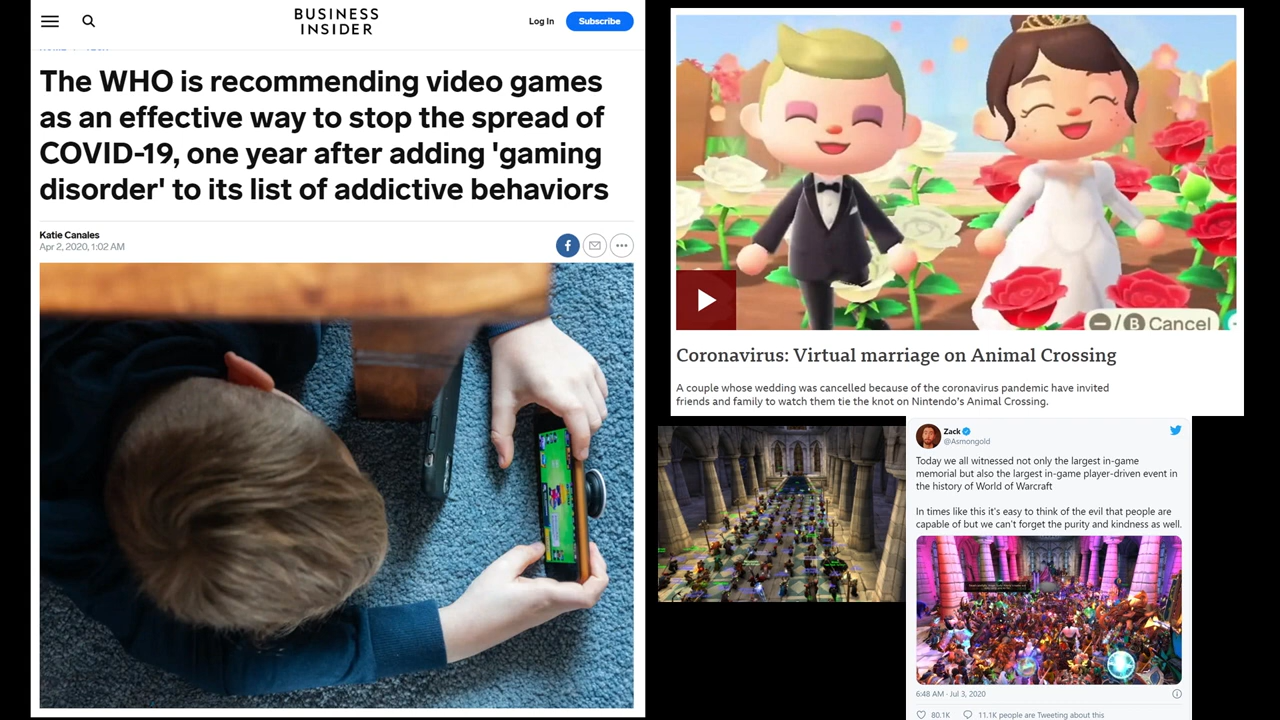 BUSINESS
INSIDER
Log In
Subscribe
The WHO is recommending video games
as an effective way to stop the spread of
COVID-19, one year after adding 'gaming
disorder' to its list of addictive behaviors
Katie Canales
Apr 2, 2020, 1:02 AM
/B Cancel
Coronavirus: Virtual marriage on Animal Crossing
A couple whose wedding was cancelled because of the coronavirus pandemic have invited
friends and family to watch them tie the knot on Nintendo's Animal Crossing.
Zack
@Asmongold
Today we all witnessed not only the largest in-game
memorial but also the largest in-game player-driven event in
the history of World of Warcraft
In times like this it's easy to think of the evil that people are
capable of but we can't forget the purity and kindness as well.
6:48 AM · Jul 3, 2020
80.1K
11.1K people are Tweeting about this